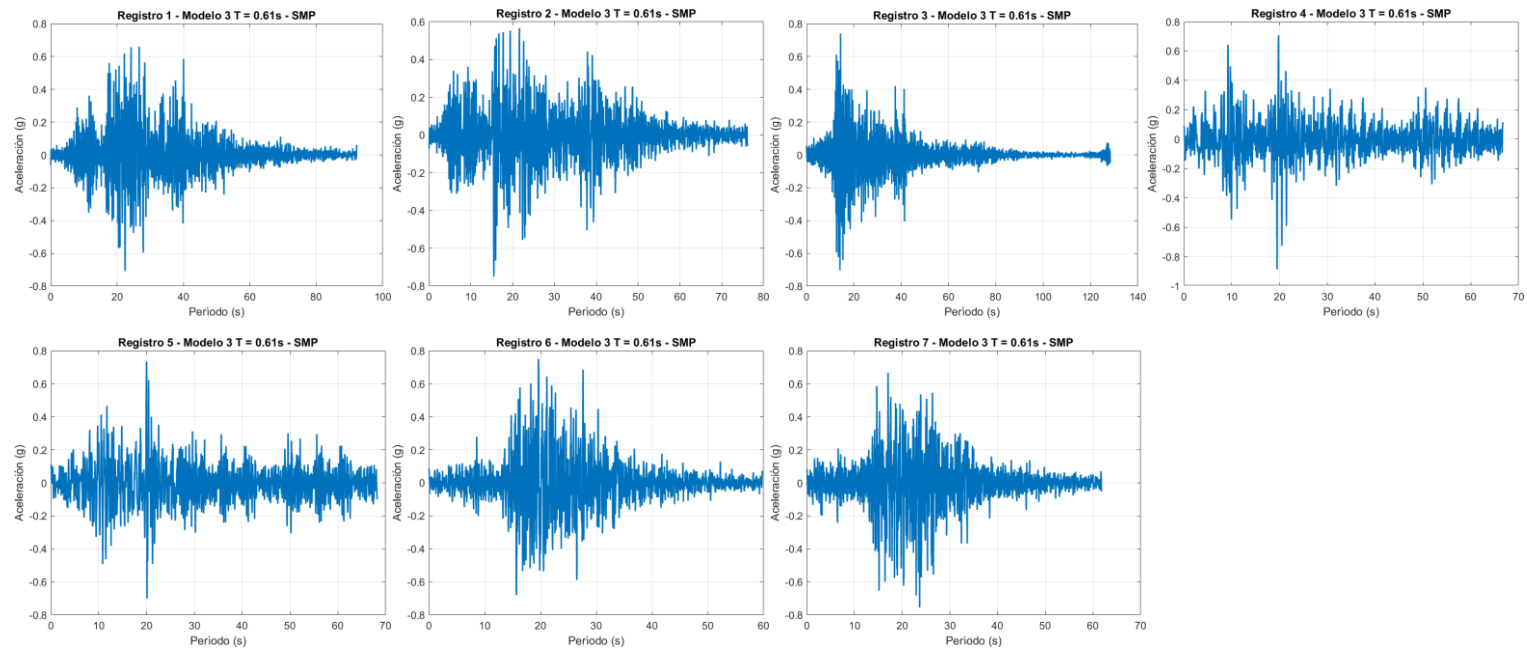 Registro 1 - Modelo 3 T = 0.61s - SMP
0.8
0.6
0.4
0.2
0
-0.2
-0.4
-0.6
-0.8
Aceleración (g)
0 20 40 60 80 100
Periodo (s)
Registro 2 - Modelo 3 T = 0.61s - SMP
0.6
0.4
0.2
0
-0.2
-0.4
-0.6
-0.8
Aceleración (g)
0 10 20 30 40 50 60 70 80
Periodo (s)
Registro 3 - Modelo 3 T = 0.61s - SMP
0.8
0.6
0.4
0.2
0
-0.2
-0.4
-0.6
-0.8
Aceleración (g)
0 20 40 60 80 100 120 140
Periodo (s)
Registro 4 - Modelo 3 T = 0.61s - SMP
0.8
0.6
0.4
0.2
0
-0.2
-0.4
-0.6
-0.8
-1
Aceleración (g)
0 10 20 30 40 50 60 70
Periodo (s)
Registro 5 - Modelo 3 T = 0.61s - SMP
0.8
0.6
0.4
0.2
0
-0.2
-0.4
-0.6
-0.8
Aceleración (g)
0 10 20 30 40 50 60 70
Periodo (s)
Registro 6 - Modelo 3 T = 0.61s - SMP
0.8
0.6
0.4
0.2
0
-0.2
-0.4
-0.6
-0.8
Aceleración (g)
0 10 20 30 40 50 60
Periodo (s)
Registro 7 - Modelo 3 T = 0.61s - SMP
0.8
0.6
0.4
0.2
0
-0.2
-0.4
-0.6
-0.8
Aceleración (g)
0 10 20 30 40 50 60 70
Periodo (s)